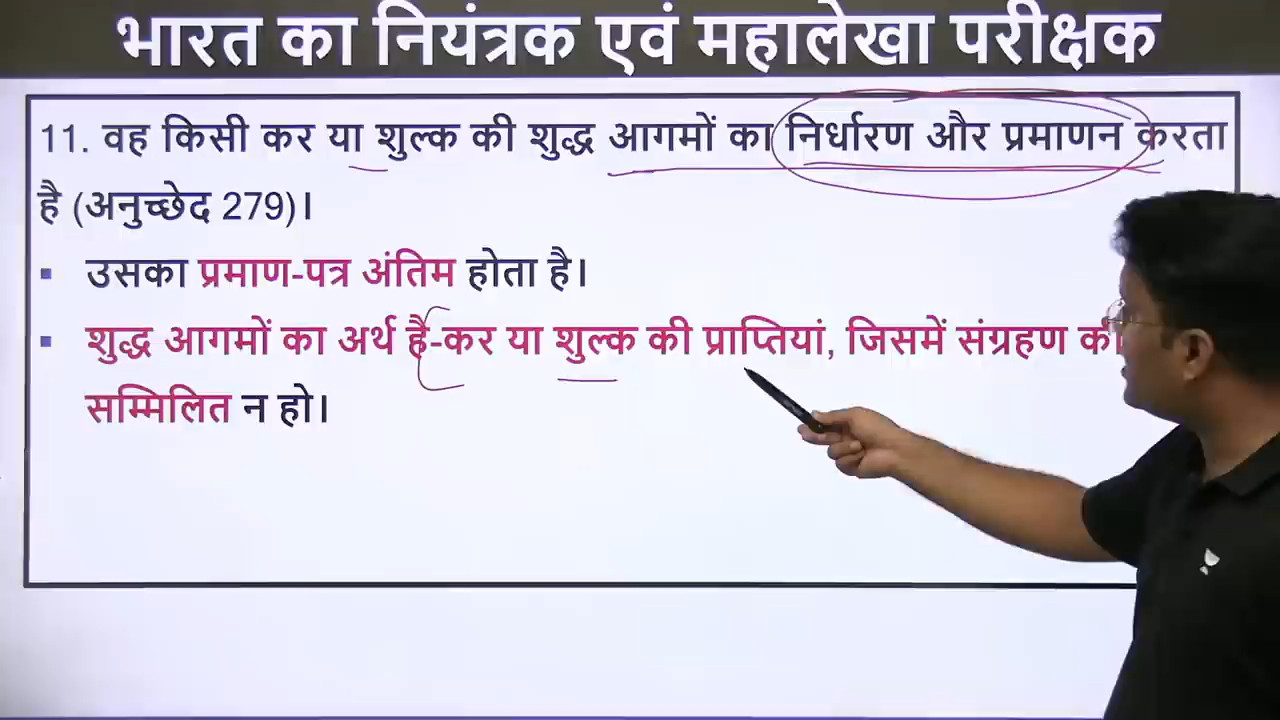 भारत का नियंत्रक एवं महालेखा परीक्षक
11. वह किसी कर या शुल्क की शुद्ध आगमों का निर्धारण और प्रमाणन करता
है (अनुच्छेद 279)।
▪ उसका प्रमाण-पत्र अंतिम होता है।
▪ शुद्ध आगमों का अर्थ है-कर या शुल्क की प्राप्तियां, जिसमें संग्रहण की
सम्मिलित न हो।